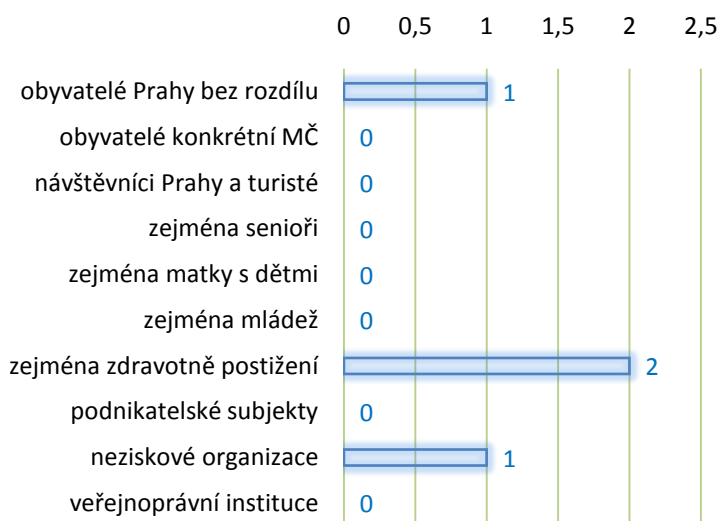 0 0,5 1 1,5 2 2,5
obyvatelé Prahy bez rozdílu 1
obyvatelé konkrétní MČ 0
návštěvníci Prahy a turisté 0
zejména senioři 0
zejména matky s dětmi 0
zejména mládež 0
zejména zdravotně postižení 2
podnikatelské subjekty 0
neziskové organizace 1
veřejnoprávní instituce 0